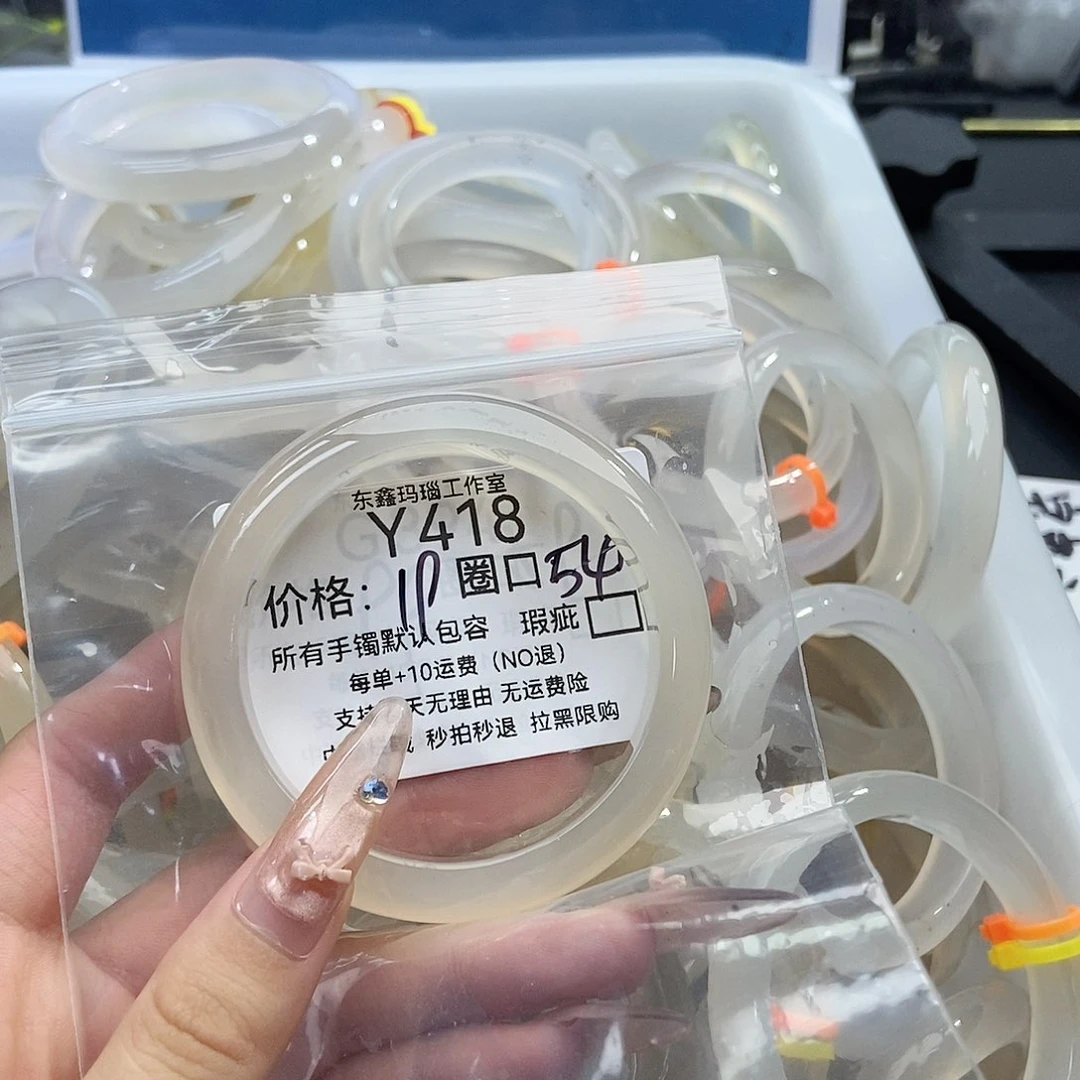 东鑫玛瑙工作室
Y418
价格: 圈口54
所有手镯默认包容 瑕疵
每单+10运费（NO退）
支 天无理由 无运费险
秒拍秒退 拉黑限购